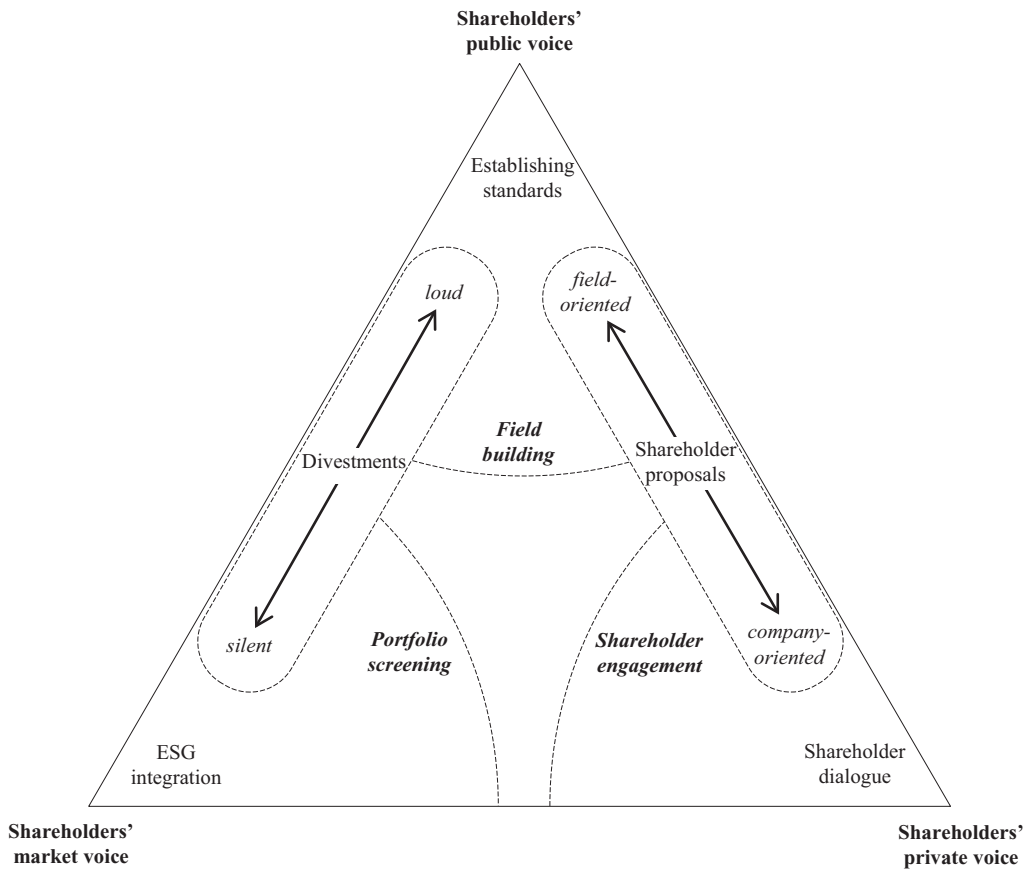 Shareholders'
public voice
Establishing
standards
loud
field-
oriented
Field
building
Divestments
Shareholder
proposals
silent
Portfolio
screening
Shareholder
engagement
company-
oriented
ESG
integration
Shareholder
dialogue
Shareholders'
market voice
Shareholders'
private voice